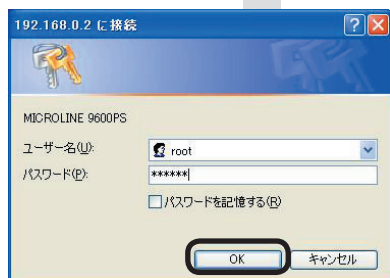 192.168.0.2 に接続
MICROLINE 9600PS
ユーザー名(U):
root
パスワード(P):
******
パスワードを記憶する(R)
OK
キャンセル